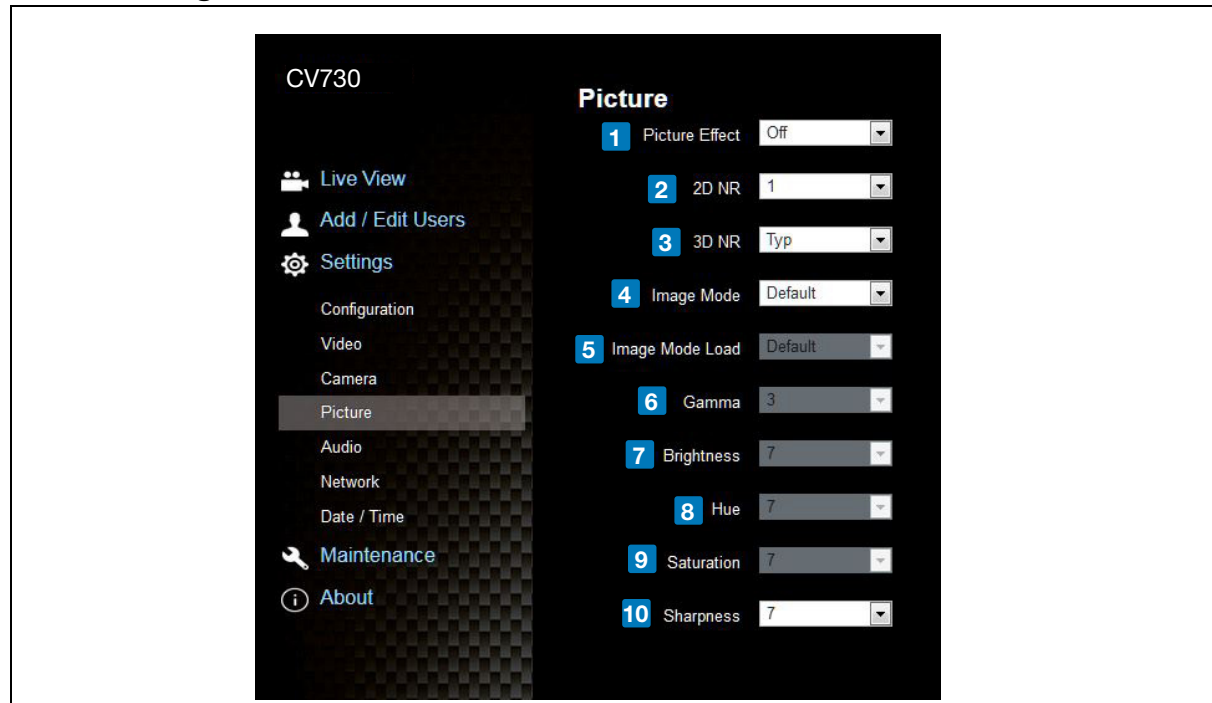 CV730
Live View
Add / Edit Users
Settings
Configuration
Video
Camera
Picture
Audio
Network
Date / Time
Maintenance
About
Picture
1 Picture Effect Off
2 2D NR 1
3 3D NR Typ
4 Image Mode Default
5 Image Mode Load Default
6 Gamma 3
7 Brightness 7
8 Hue 7
9 Saturation 7
10 Sharpness 7